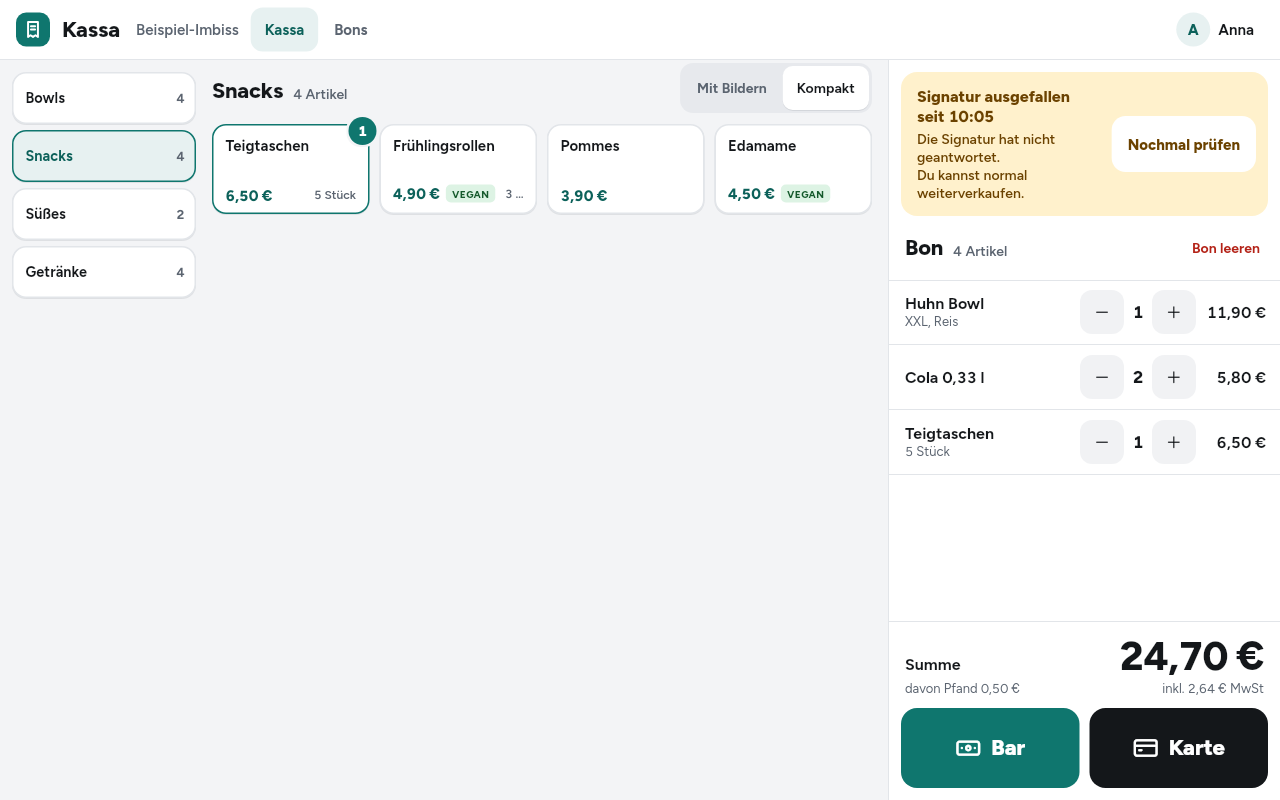 Kassa
Beispiel-Imbiss
Kassa
Bons
A
Anna
Bowls 4
Snacks 4
Süßes 2
Getränke 4
Snacks 4 Artikel
Mit Bildern
Kompakt
1
Teigtaschen
6,50 € 5 Stück
Frühlingsrollen
4,90 € VEGAN 3 ...
Pommes
3,90 €
Edamame
4,50 € VEGAN
Signatur ausgefallen
seit 10:05
Die Signatur hat nicht
geantwortet.
Du kannst normal
weiterverkaufen.
Nochmal prüfen
Bon 4 Artikel
Bon leeren
Huhn Bowl
XXL, Reis
− 1 + 11,90 €
Cola 0,33 l
− 2 + 5,80 €
Teigtaschen
5 Stück
− 1 + 6,50 €
Summe 24,70 €
davon Pfand 0,50 € inkl. 2,64 € MwSt
Bar
Karte